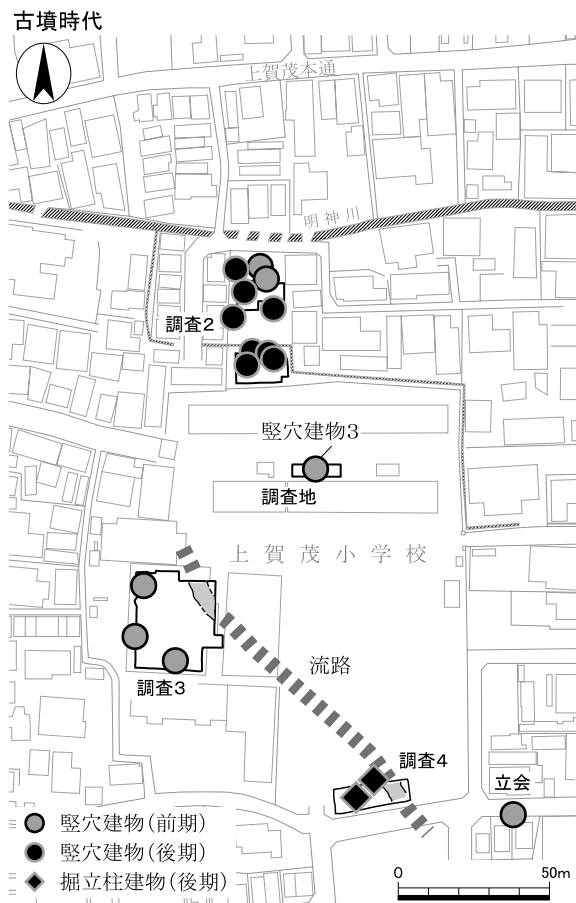 古墳時代
上賀茂本通
明神川
調査2
竪穴建物3
調査地
上賀茂小学校
流路
調査3
調査4
立会
竪穴建物(前期)
竪穴建物(後期)
掘立柱建物(後期)
0 50m